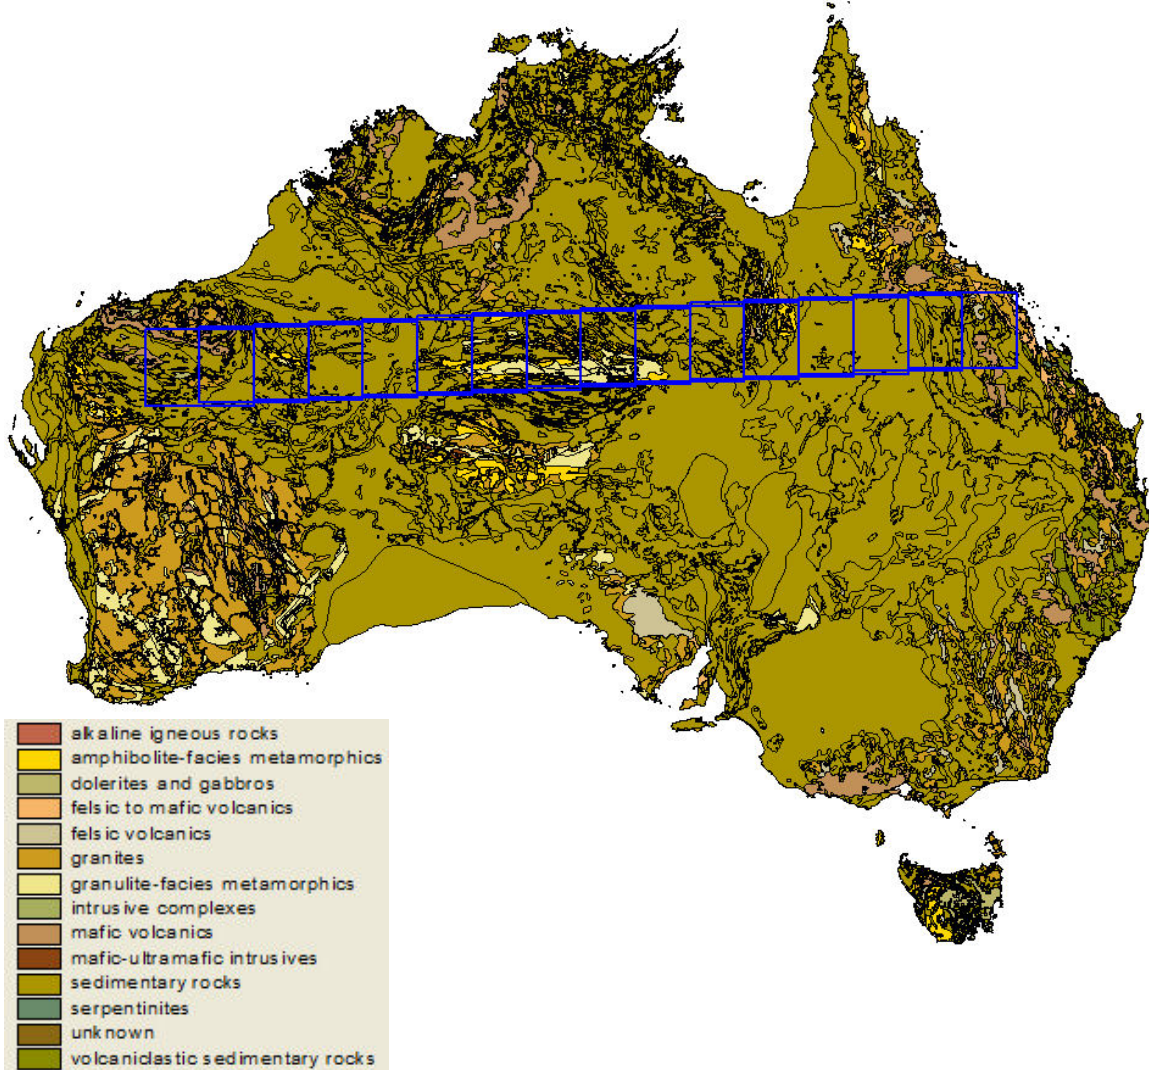 alkaline igneous rocks
amphibolite-facies metamorphics
dolerites and gabbros
felsic to mafic volcanics
felsic volcanics
granites
granulite-facies metamorphics
intrusive complexes
mafic volcanics
mafic-ultramafic intrusives
sedimentary rocks
serpentinites
unknown
volcaniclastic sedimentary rocks